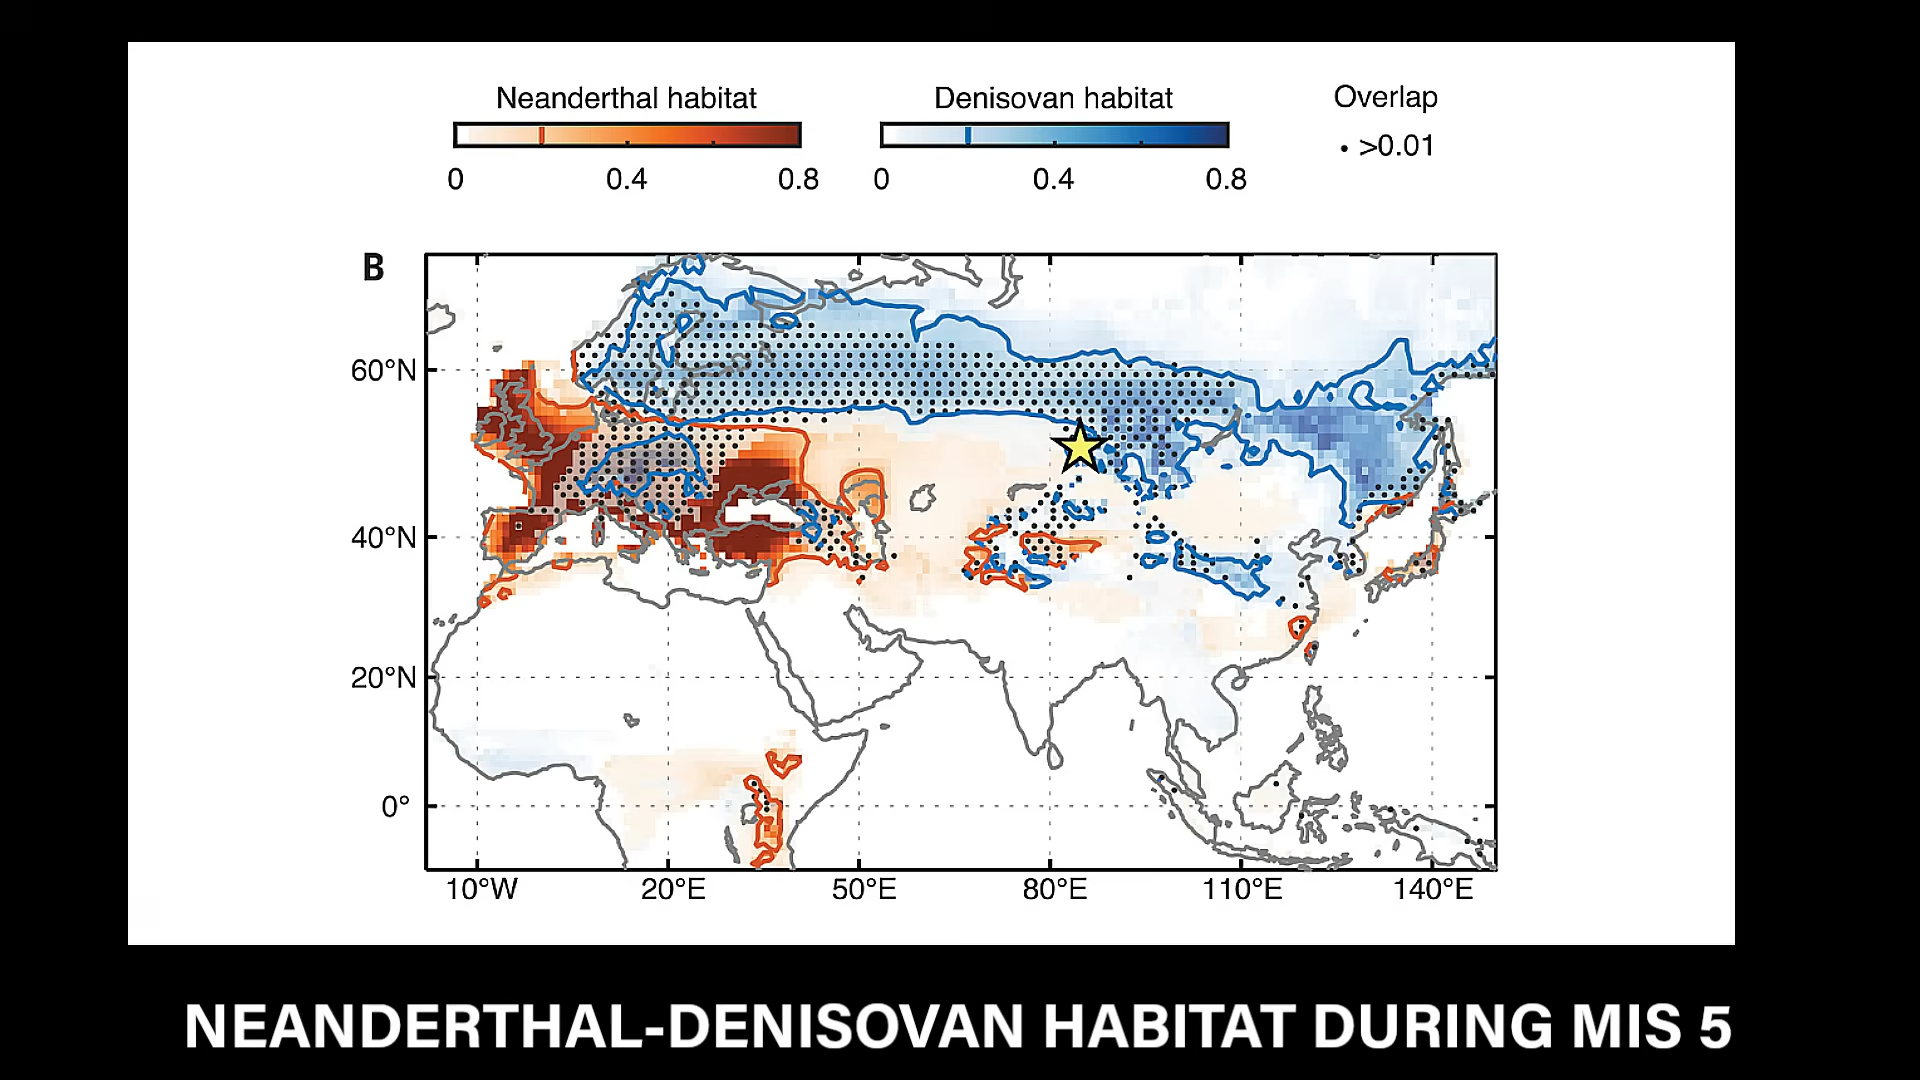 Neanderthal habitat
0 0.4 0.8
Denisovan habitat
0 0.4 0.8
Overlap
• >0.01
B
60°N
40°N
20°N
0°
10°W 20°E 50°E 80°E 110°E 140°E
NEANDERTHAL-DENISOVAN HABITAT DURING MIS 5